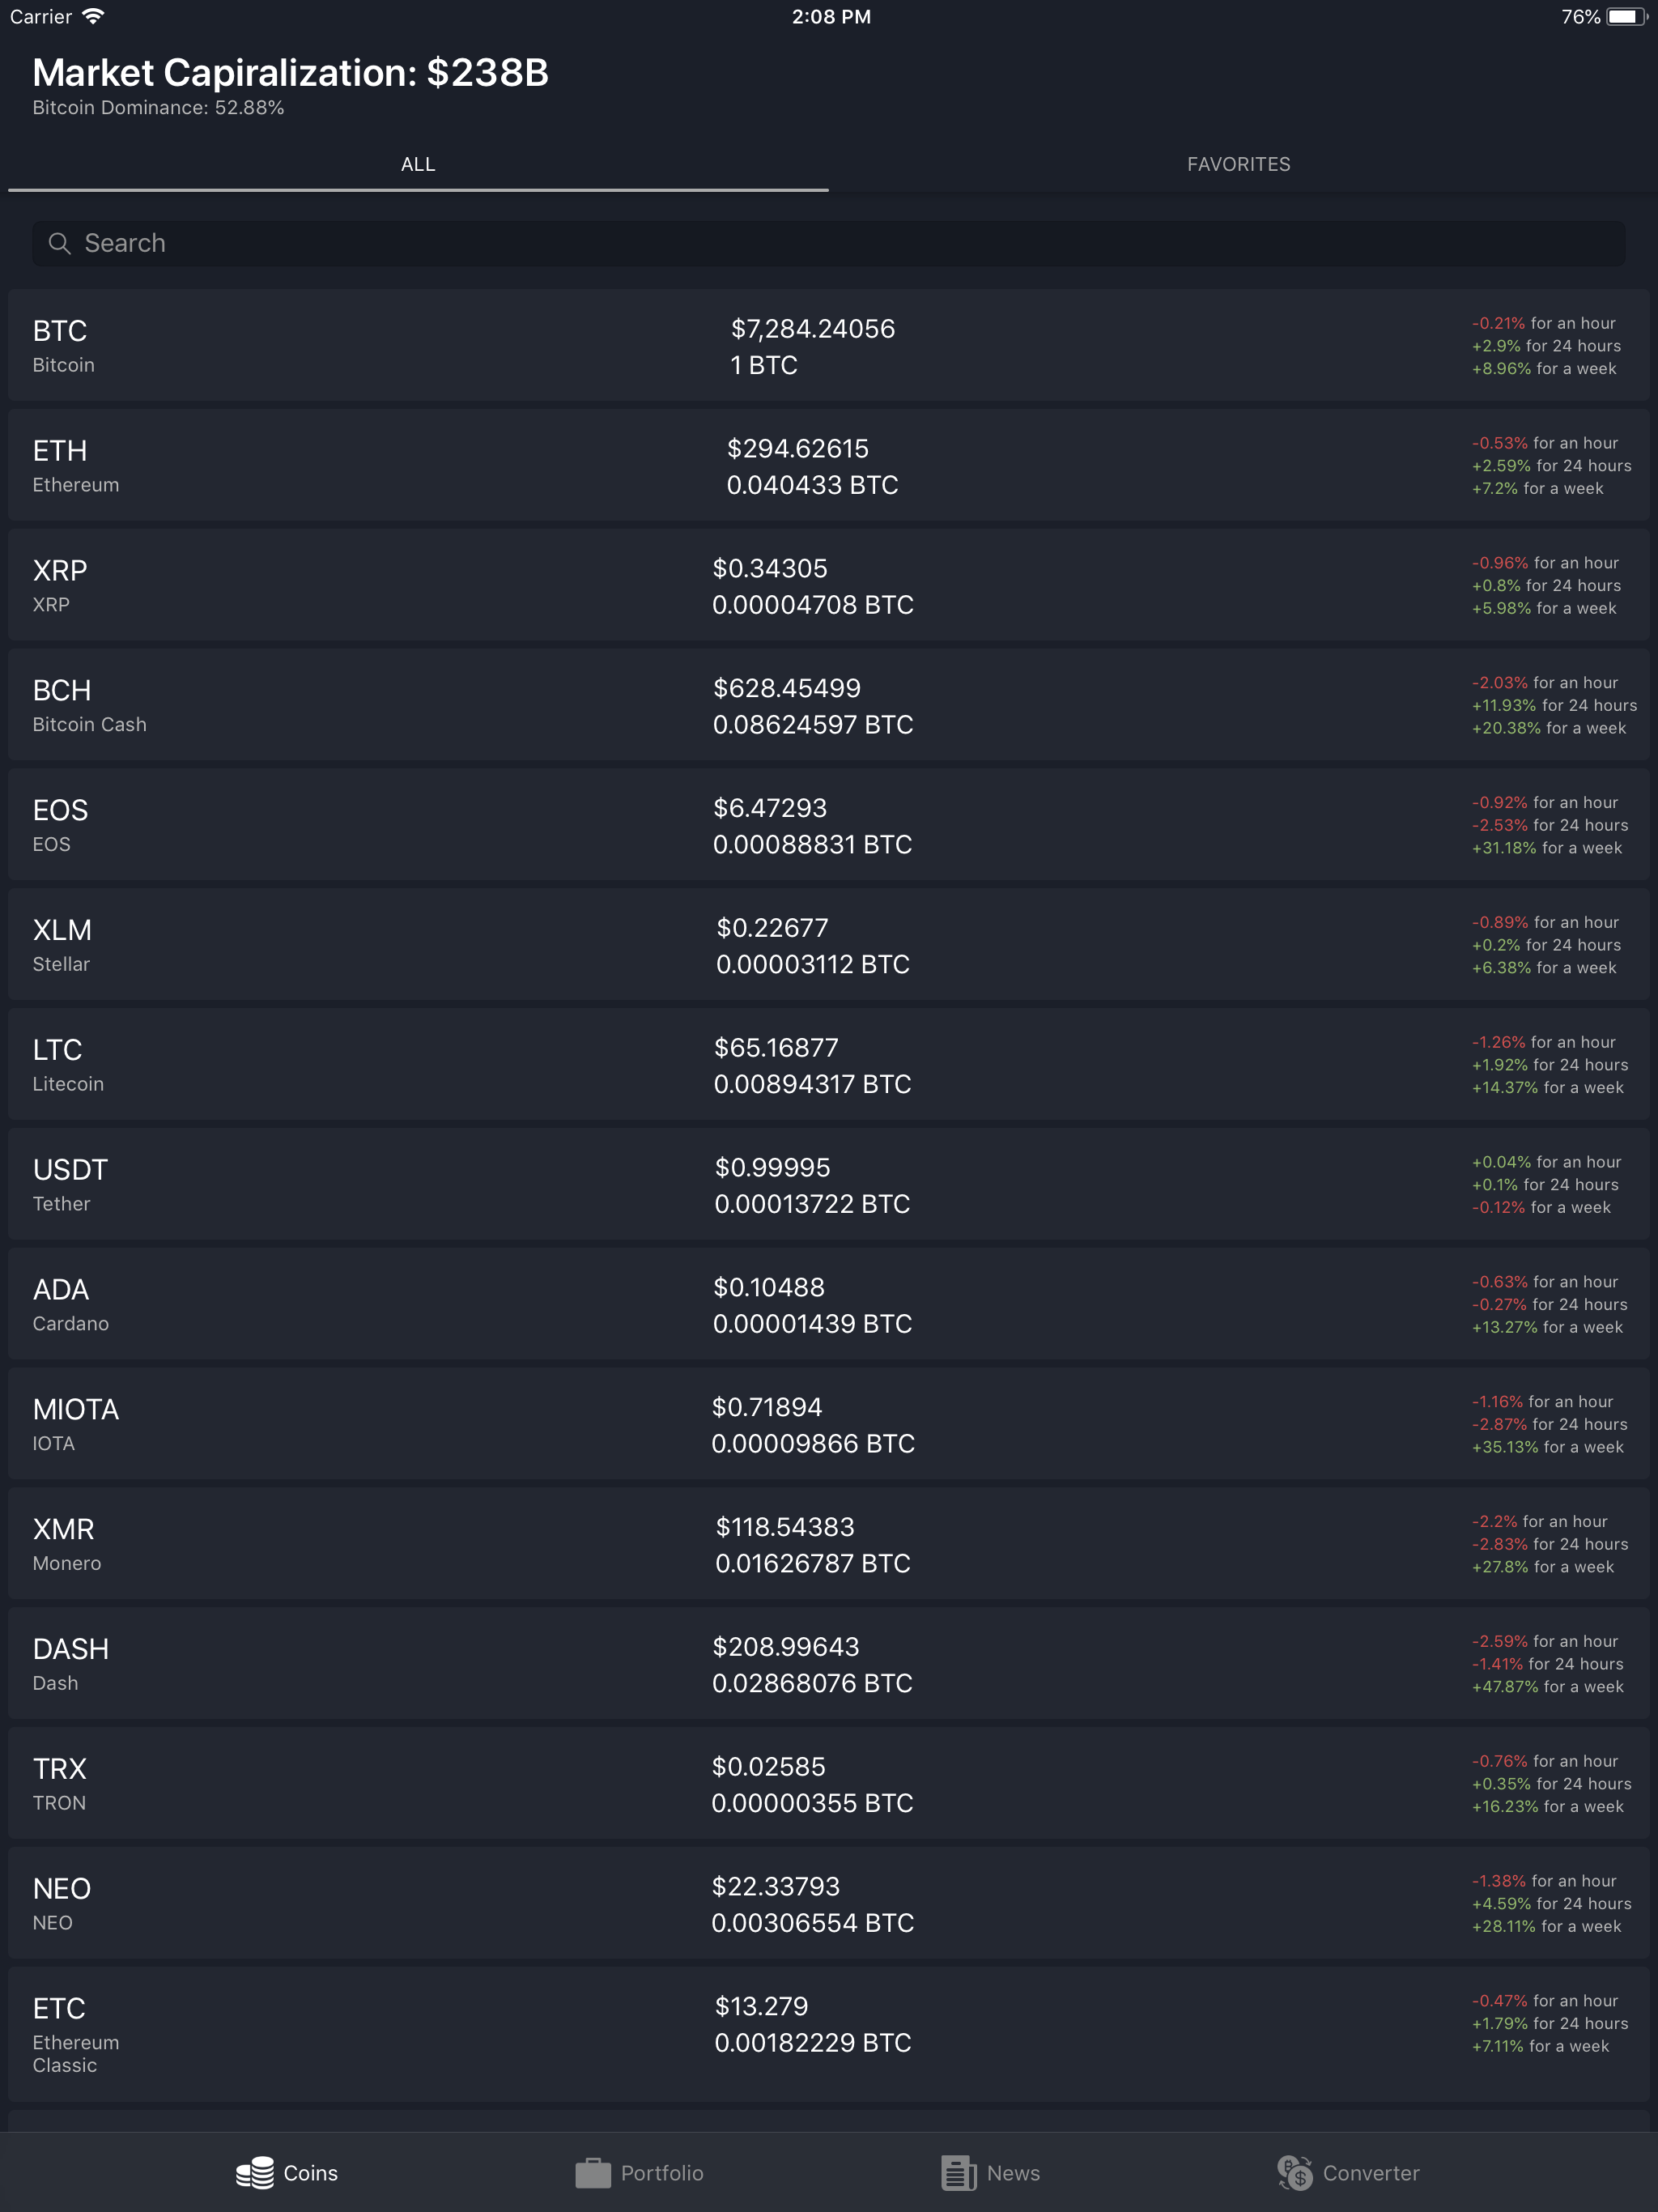 Carrier 2:08 PM 76%
Market Capiralization: $238B
Bitcoin Dominance: 52.88%
ALL FAVORITES
Search
BTC
Bitcoin
$7,284.24056
1 BTC
-0.21% for an hour
+2.9% for 24 hours
+8.96% for a week
ETH
Ethereum
$294.62615
0.040433 BTC
-0.53% for an hour
+2.59% for 24 hours
+7.2% for a week
XRP
XRP
$0.34305
0.00004708 BTC
-0.96% for an hour
+0.8% for 24 hours
+5.98% for a week
BCH
Bitcoin Cash
$628.45499
0.08624597 BTC
-2.03% for an hour
+11.93% for 24 hours
+20.38% for a week
EOS
EOS
$6.47293
0.00088831 BTC
-0.92% for an hour
-2.53% for 24 hours
+31.18% for a week
XLM
Stellar
$0.22677
0.00003112 BTC
-0.89% for an hour
+0.2% for 24 hours
+6.38% for a week
LTC
Litecoin
$65.16877
0.00894317 BTC
-1.26% for an hour
+1.92% for 24 hours
+14.37% for a week
USDT
Tether
$0.99995
0.00013722 BTC
+0.04% for an hour
+0.1% for 24 hours
-0.12% for a week
ADA
Cardano
$0.10488
0.00001439 BTC
-0.63% for an hour
-0.27% for 24 hours
+13.27% for a week
MIOTA
IOTA
$0.71894
0.00009866 BTC
-1.16% for an hour
-2.87% for 24 hours
+35.13% for a week
XMR
Monero
$118.54383
0.01626787 BTC
-2.2% for an hour
-2.83% for 24 hours
+27.8% for a week
DASH
Dash
$208.99643
0.02868076 BTC
-2.59% for an hour
-1.41% for 24 hours
+47.87% for a week
TRX
TRON
$0.02585
0.00000355 BTC
-0.76% for an hour
+0.35% for 24 hours
+16.23% for a week
NEO
NEO
$22.33793
0.00306554 BTC
-1.38% for an hour
+4.59% for 24 hours
+28.11% for a week
ETC
Ethereum
Classic
$13.279
0.00182229 BTC
-0.47% for an hour
+1.79% for 24 hours
+7.11% for a week
Coins Portfolio News Converter